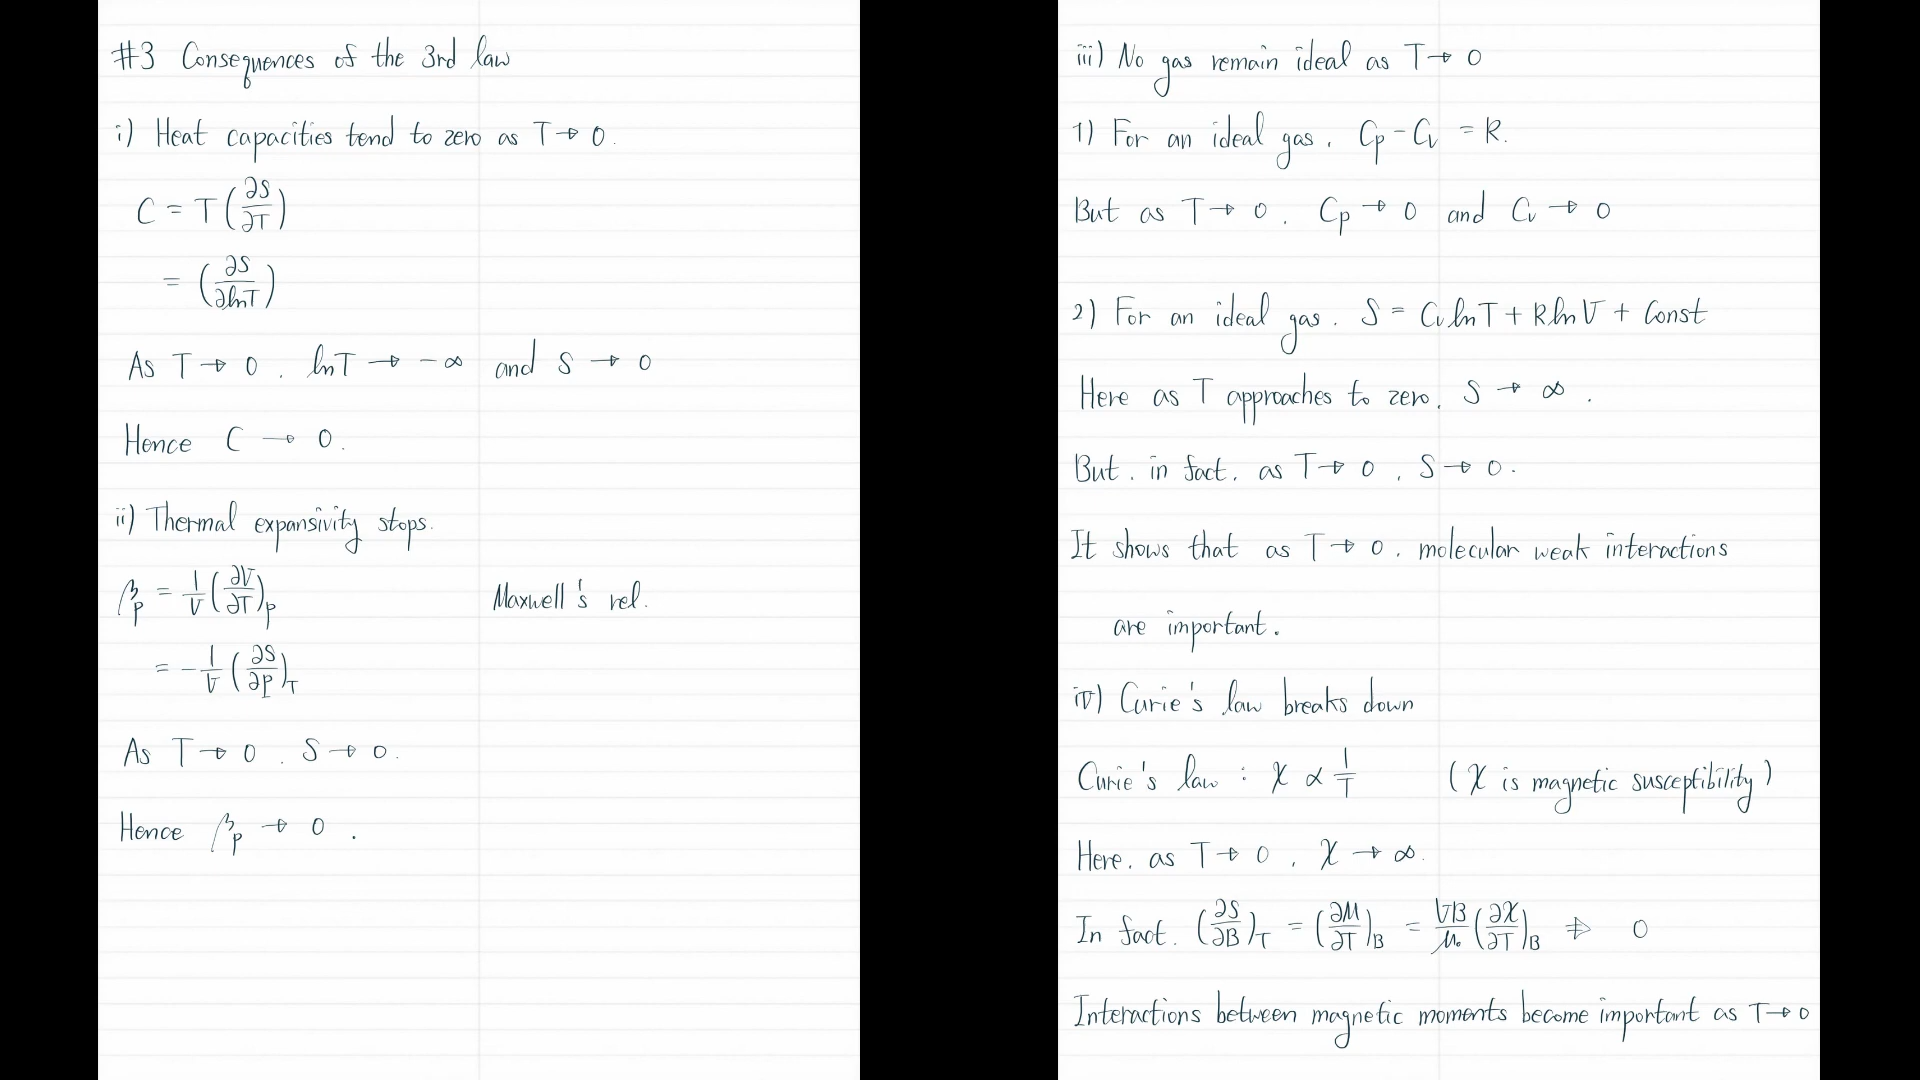 #3 Consequences of the 3rd law
i) Heat capacities tend to zero as T → 0.
C = T(∂S/∂T)
= (∂S/∂lnT)
As T → 0 . lnT → -∞ and S → 0
Hence C → 0.
ii) Thermal expansivity stops.
βp = 1/V (∂V/∂T)p Maxwell's rel.
= -1/V (∂S/∂p)T
As T → 0 . S → 0.
Hence βp → 0 .
iii) No gas remain ideal as T → 0
1) For an ideal gas, Cp - Cv = R.
But as T → 0 . Cp → 0 and Cv → 0
2) For an ideal gas. S = Cv lnT + R ln V + Const
Here as T approaches to zero. S → ∞ .
But. in fact. as T → 0 , S → 0.
It shows that as T → 0 . molecular weak interactions
are important.
iv) Curie's law breaks down
Curie's law : χ ∝ 1/T (χ is magnetic susceptibility)
Here. as T → 0 , χ → ∞.
In fact. (∂S/∂B)T = (∂M/∂T)B = VB/μ₀ (∂χ/∂T)B ⇒ 0
Interactions between magnetic moments become important as T → 0